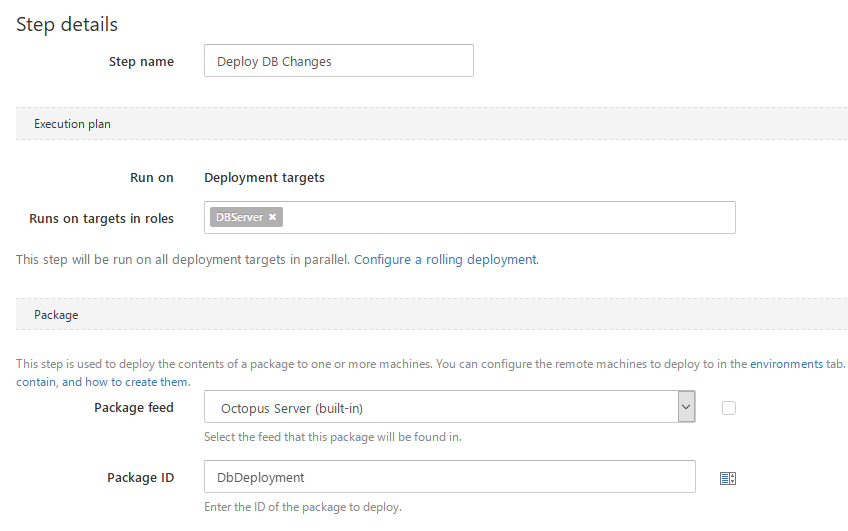 Step details
Step name Deploy DB Changes
Execution plan
Run on Deployment targets
Runs on targets in roles DBServer ×
This step will be run on all deployment targets in parallel. Configure a rolling deployment.
Package
This step is used to deploy the contents of a package to one or more machines. You can configure the remote machines to deploy to in the environments tab.
contain, and how to create them.
Package feed Octopus Server (built-in)
Select the feed that this package will be found in.
Package ID DbDeployment
Enter the ID of the package to deploy.